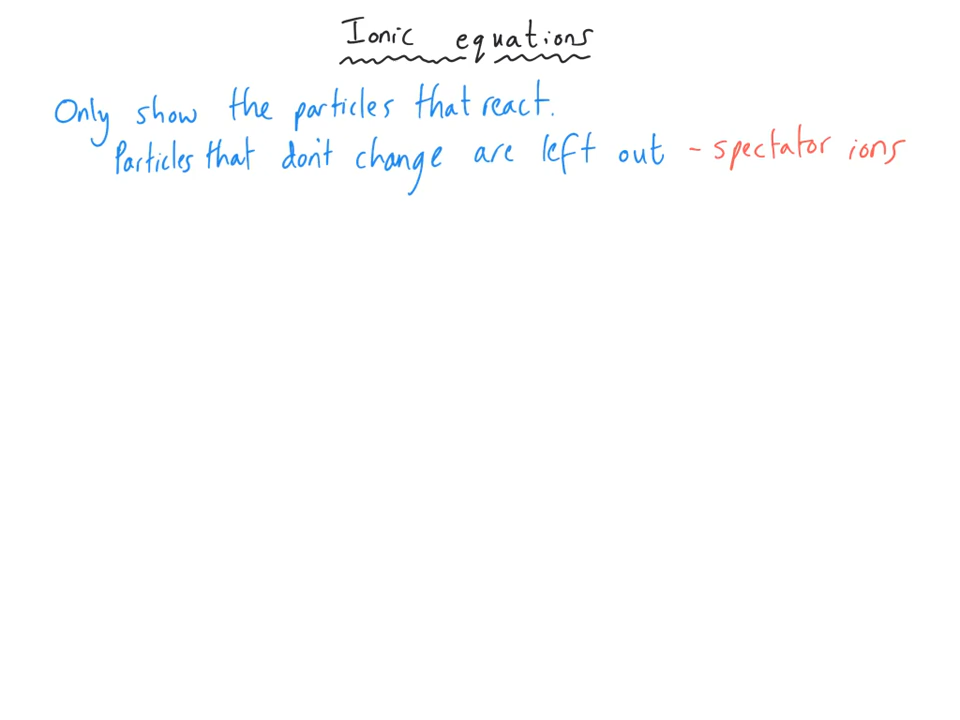 Ionic equations
Only show the particles that react.
Particles that don't change are left out - spectator ions